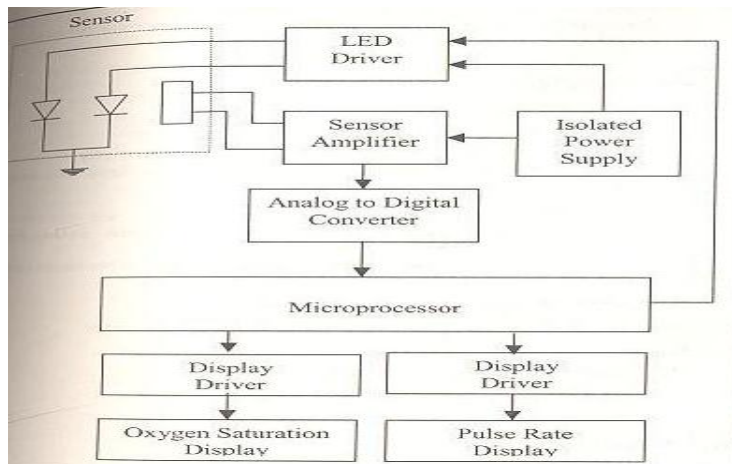 Sensor
LED
Driver
Sensor
Amplifier
Isolated
Power
Supply
Analog to Digital
Converter
Microprocessor
Display
Driver
Display
Driver
Oxygen Saturation
Display
Pulse Rate
Display